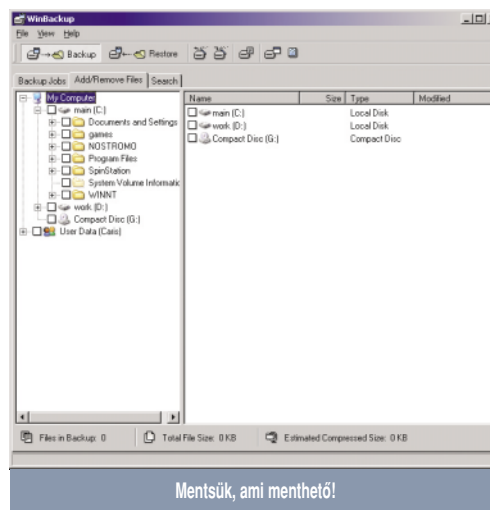 WinBackup
File View Help
Backup Restore
Backup Jobs Add/Remove Files Search
My Computer
main (C:)
Documents and Settings
games
NOSTROMO
Program Files
SpinStation
System Volume Informatic
WINNT
work (D:)
Compact Disc (G:)
User Data (Caris)
Name Size Type Modified
main (C:) Local Disk
work (D:) Local Disk
Compact Disc (G:) Compact Disc
Files in Backup: 0 Total File Size: 0 KB Estimated Compressed Size: 0 KB
Mentsük, ami menthető!